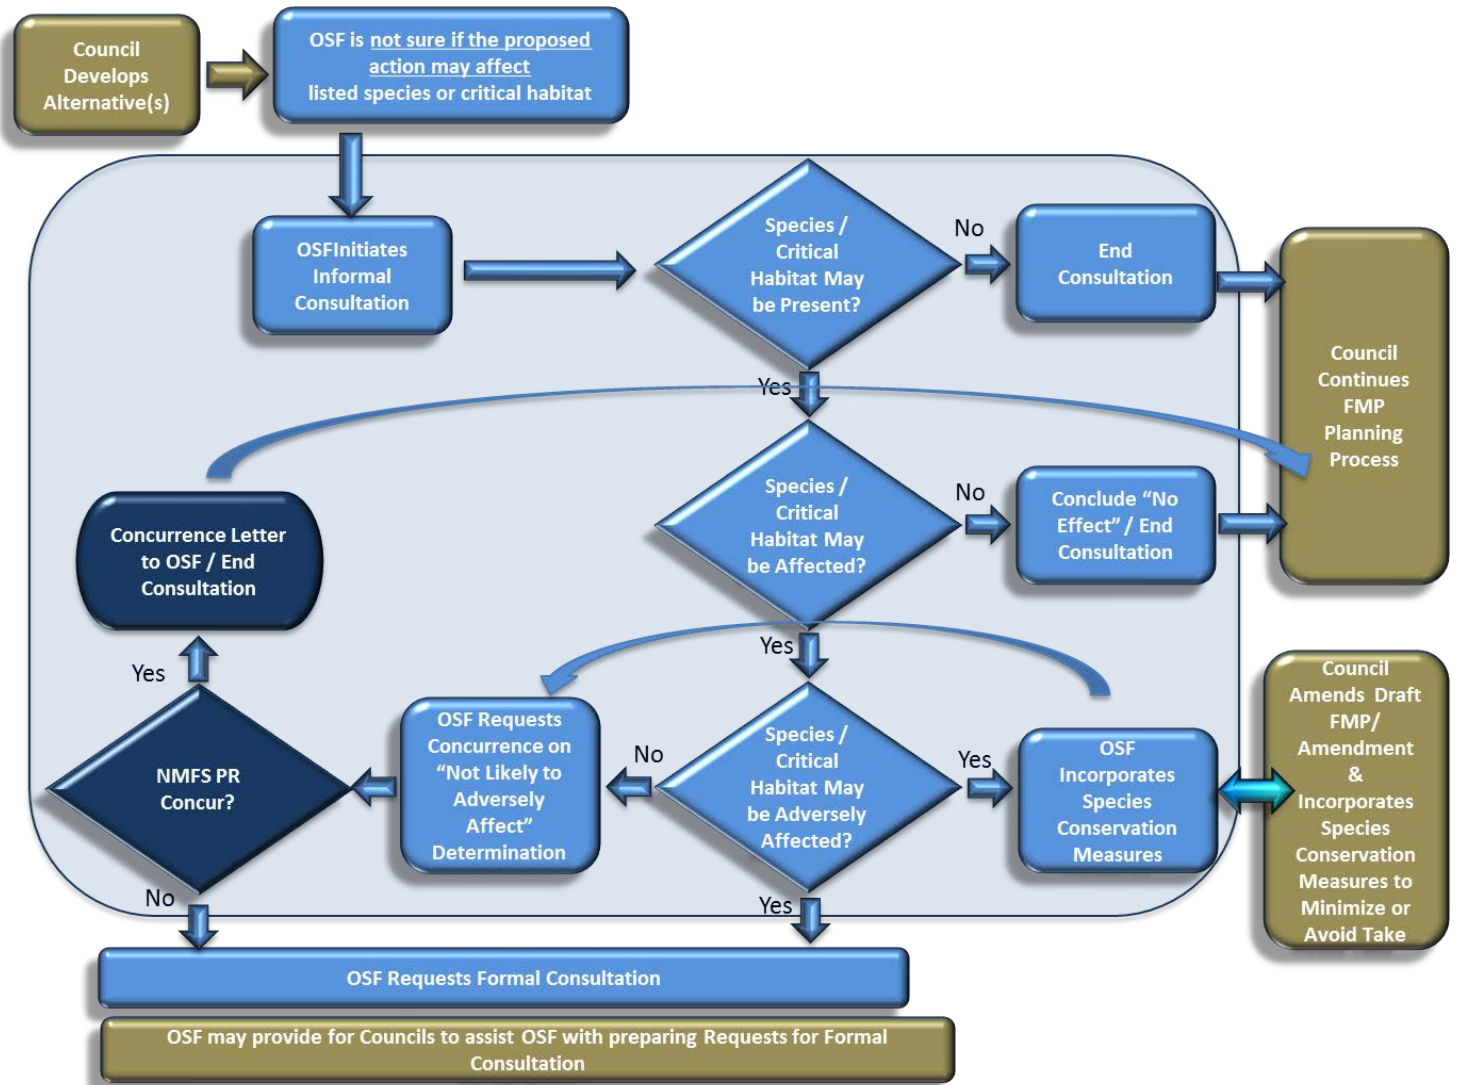 Council
Develops
Alternative(s)
OSF is not sure if the proposed
action may affect
listed species or critical habitat
OSFInitiates
Informal
Consultation
Species /
Critical
Habitat May
be Present?
No
End
Consultation
Council
Continues
FMP
Planning
Process
Yes
Species /
Critical
Habitat May
be Affected?
No
Conclude “No
Effect” / End
Consultation
Concurrence Letter
to OSF / End
Consultation
Yes
Yes
NMFS PR
Concur?
OSF Requests
Concurrence on
“Not Likely to
Adversely
Affect”
Determination
No
Species /
Critical
Habitat May
be Adversely
Affected?
Yes
OSF
Incorporates
Species
Conservation
Measures
Council
Amends Draft
FMP/
Amendment
&
Incorporates
Species
Conservation
Measures to
Minimize or
Avoid Take
No
Yes
OSF Requests Formal Consultation
OSF may provide for Councils to assist OSF with preparing Requests for Formal
Consultation